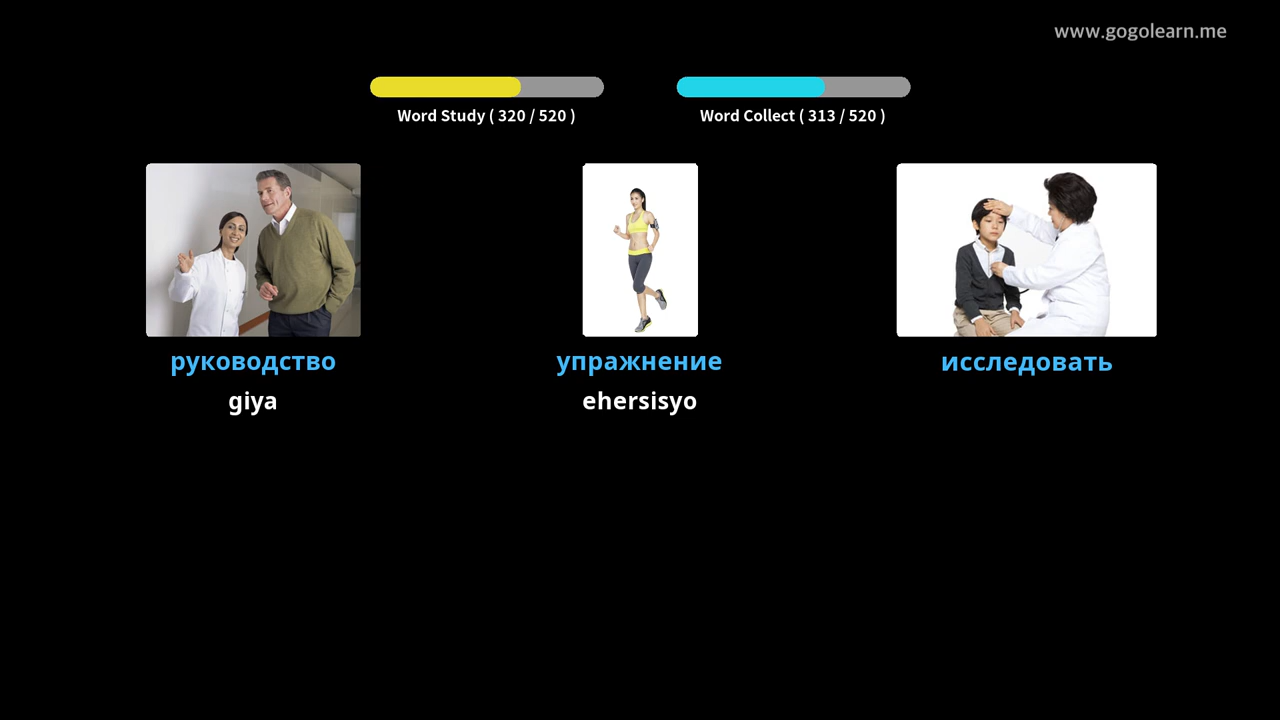 www.gogolearn.me
Word Study ( 320 / 520 )
Word Collect ( 313 / 520 )
руководство
упражнение
исследовать
giya
ehersisyo